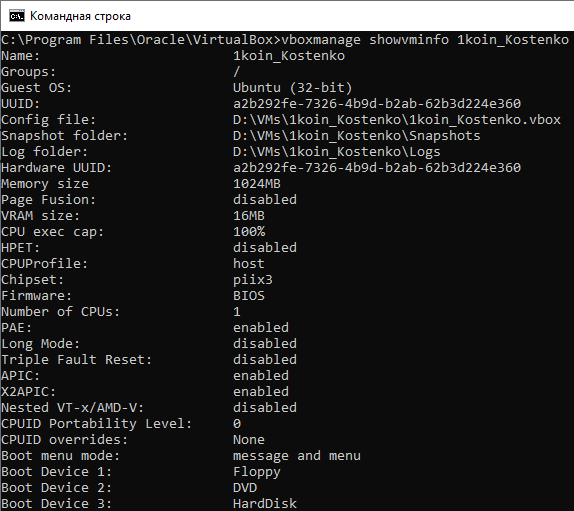 Командная строка
C:\Program Files\Oracle\VirtualBox>vboxmanage showvminfo 1koin_Kostenko
Name: 1koin_Kostenko
Groups: /
Guest OS: Ubuntu (32-bit)
UUID: a2b292fe-7326-4b9d-b2ab-62b3d224e360
Config file: D:\VMs\1koin_Kostenko\1koin_Kostenko.vbox
Snapshot folder: D:\VMs\1koin_Kostenko\Snapshots
Log folder: D:\VMs\1koin_Kostenko\Logs
Hardware UUID: a2b292fe-7326-4b9d-b2ab-62b3d224e360
Memory size 1024MB
Page Fusion: disabled
VRAM size: 16MB
CPU exec cap: 100%
HPET: disabled
CPUProfile: host
Chipset: piix3
Firmware: BIOS
Number of CPUs: 1
PAE: enabled
Long Mode: disabled
Triple Fault Reset: disabled
APIC: enabled
X2APIC: enabled
Nested VT-x/AMD-V: disabled
CPUID Portability Level: 0
CPUID overrides: None
Boot menu mode: message and menu
Boot Device 1: Floppy
Boot Device 2: DVD
Boot Device 3: HardDisk